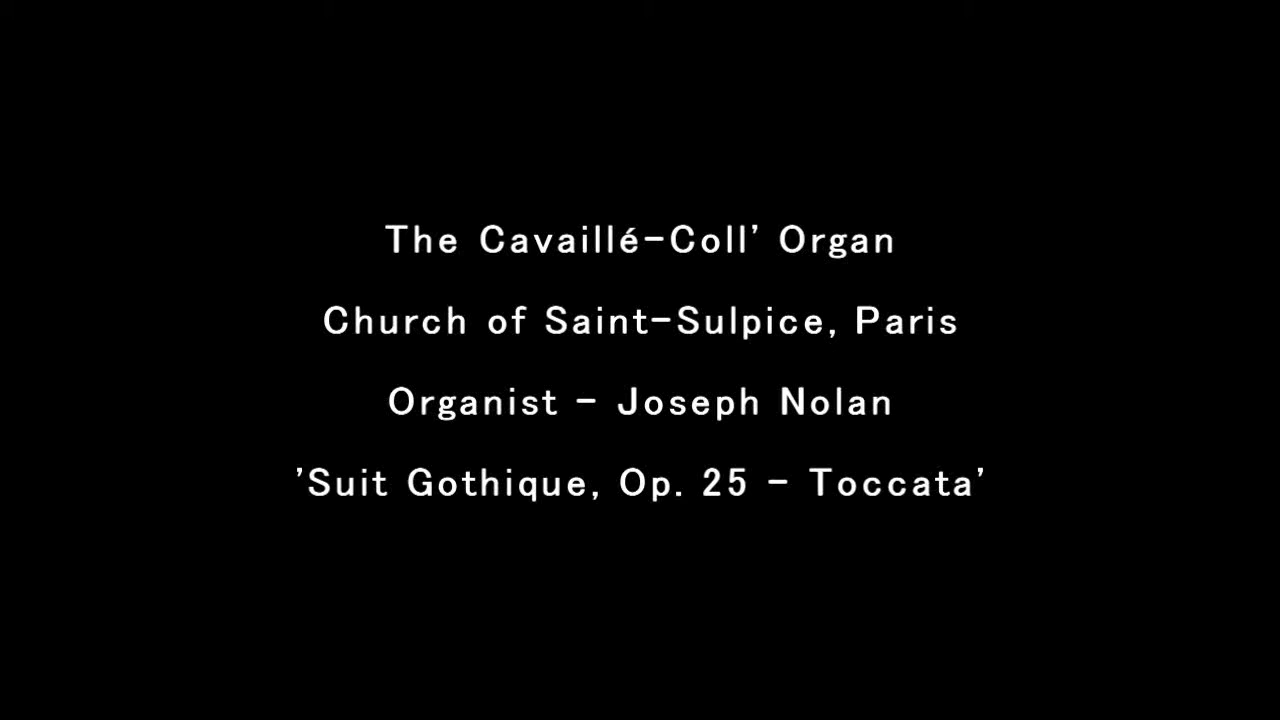 The Cavaillé-Coll' Organ
Church of Saint-Sulpice, Paris
Organist - Joseph Nolan
'Suit Gothique, Op. 25 - Toccata'